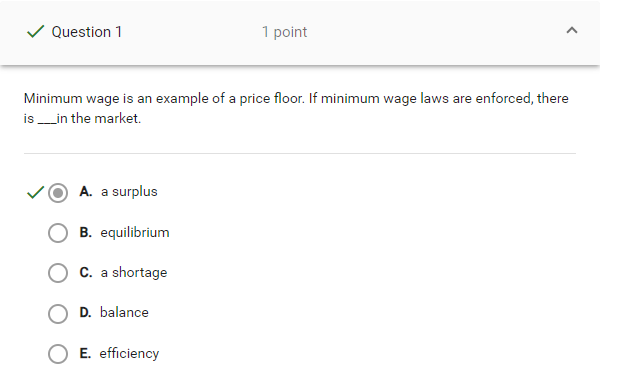 Question 1 1 point
Minimum wage is an example of a price floor. If minimum wage laws are enforced, there
is ___in the market.
A. a surplus
B. equilibrium
C. a shortage
D. balance
E. efficiency